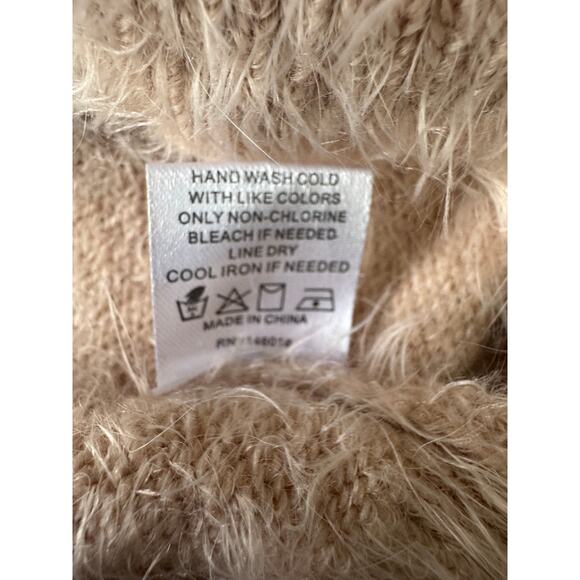 HAND WASH COLD
WITH LIKE COLORS
ONLY NON-CHLORINE
BLEACH IF NEEDED
LINE DRY
COOL IRON IF NEEDED
MADE IN CHINA